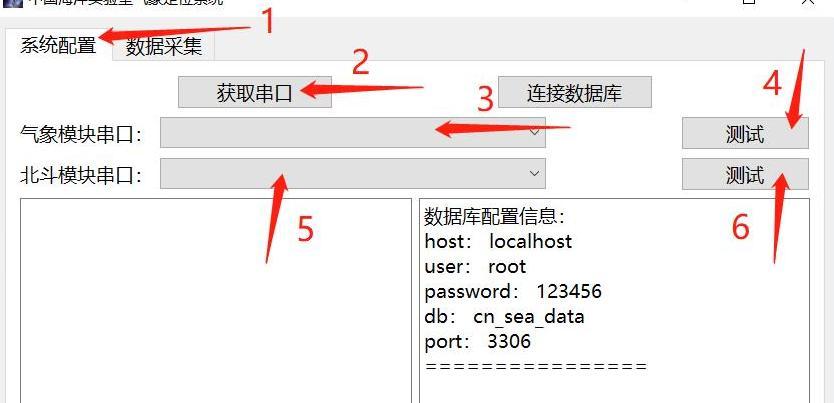 1
系统配置
数据采集
2
获取串口
连接数据库
3
4
气象模块串口:
测试
北斗模块串口:
测试
5
6
数据库配置信息:
host: localhost
user: root
password: 123456
db: cn_sea_data
port: 3306
================